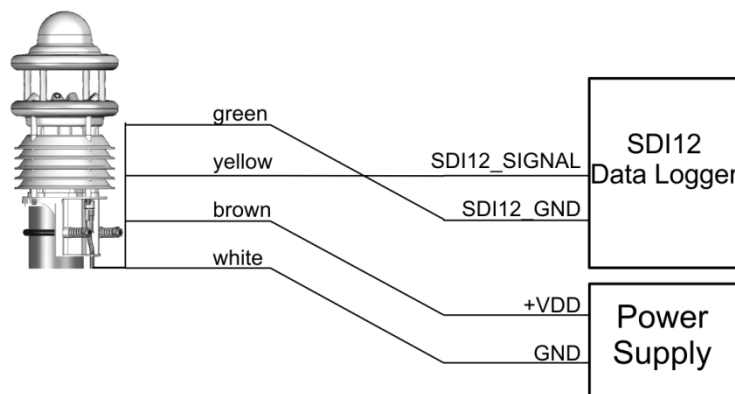 green
yellow
brown
white
SDI12_SIGNAL
SDI12_GND
+VDD
GND
SDI12
Data Logger
Power
Supply